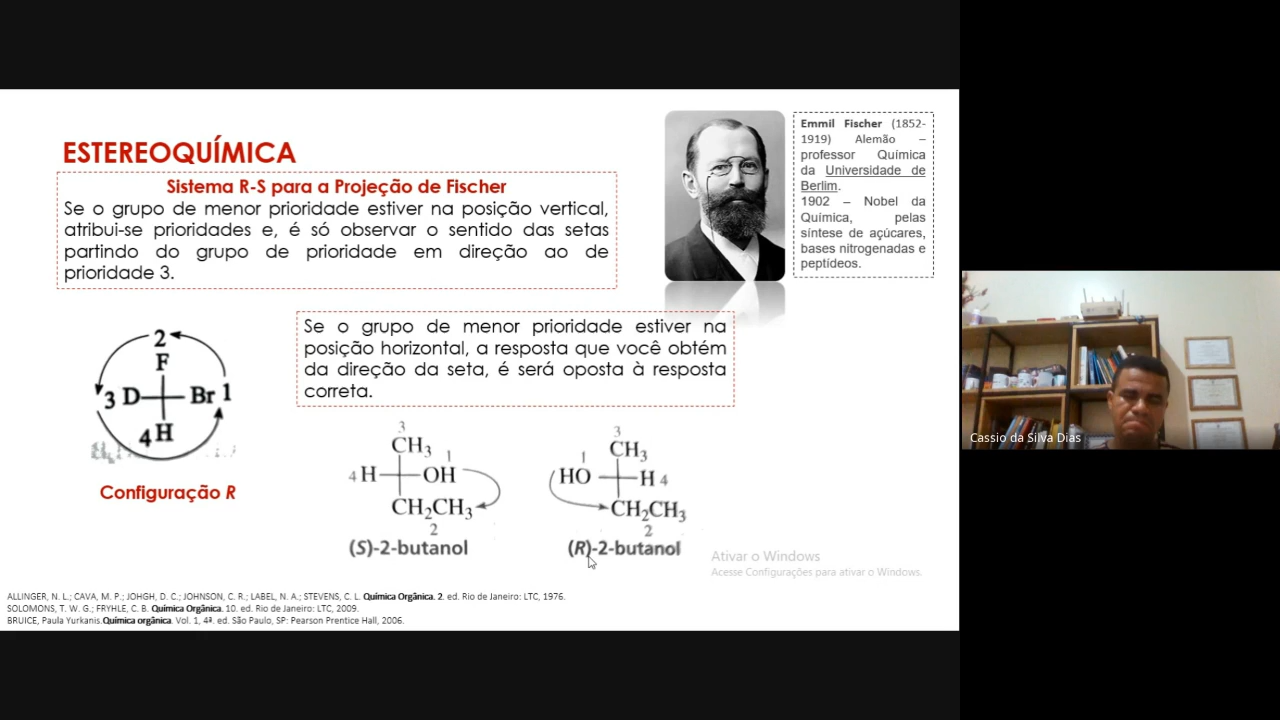 ESTEREOQUÍMICA
Sistema R-S para a Projeção de Fischer
Se o grupo de menor prioridade estiver na posição vertical,
atribui-se prioridades e, é só observar o sentido das setas
partindo do grupo de prioridade em direção ao de
prioridade 3.
Emmil Fischer (1852-
1919) Alemão –
professor Química
da Universidade de
Berlim.
1902 – Nobel da
Química, pelas
síntese de açúcares,
bases nitrogenadas e
peptídeos.
Se o grupo de menor prioridade estiver na
posição horizontal, a resposta que você obtém
da direção da seta, é será oposta à resposta
correta.
2
F
3 D Br 1
4 H
Configuração R
3
CH₃
1
4 H OH
CH₂CH₃
2
(S)-2-butanol
3
CH₃
1
HO H 4
CH₂CH₃
2
(R)-2-butanol
Ativar o Windows
Acesse Configurações para ativar o Windows.
ALLINGER, N. L.; CAVA, M. P.; JOHGH, D. C.; JOHNSON, C. R.; LABEL, N. A.; STEVENS, C. L. Química Orgânica. 2. ed. Rio de Janeiro: LTC, 1976.
SOLOMONS, T. W. G.; FRYHLE, C. B. Química Orgânica. 10. ed. Rio de Janeiro: LTC, 2009.
BRUICE, Paula Yurkanis.Química orgânica. Vol. 1, 4ª. ed. São Paulo, SP: Pearson Prentice Hall, 2006.
Cassio da Silva Dias